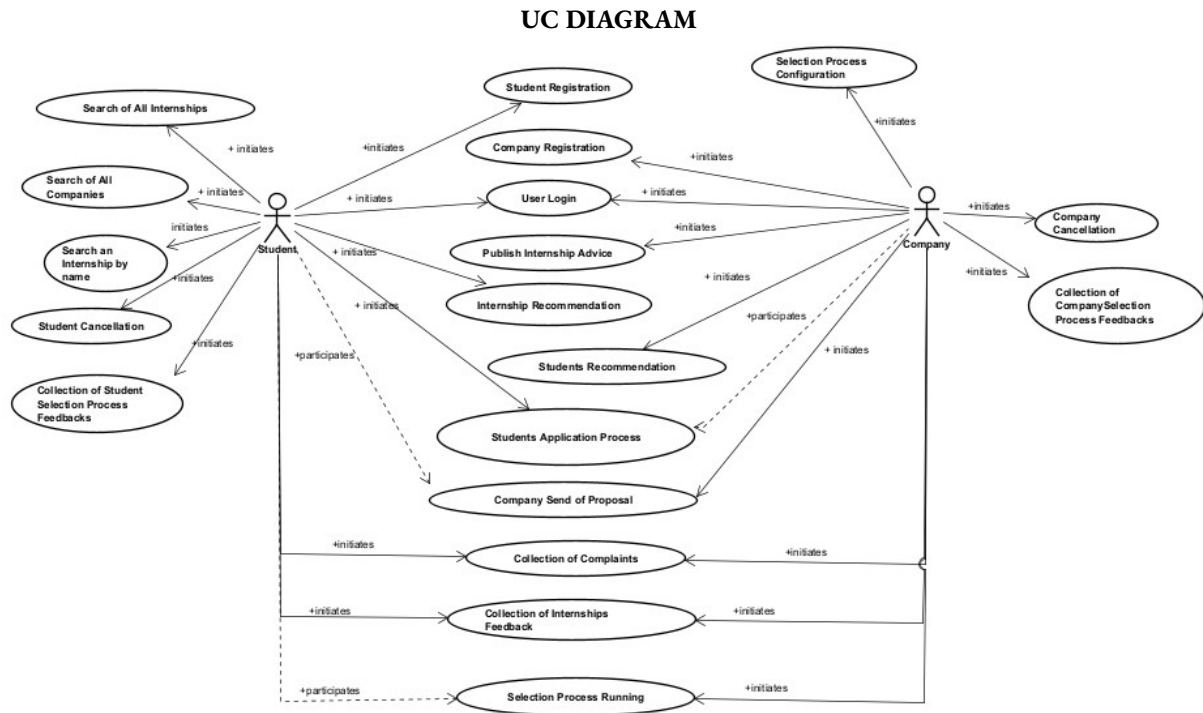 UC DIAGRAM
Selection Process
Configuration
Student Registration
Search of All Internships
+initiates
+ initiates
+initiates
Company Registration
+initiates
Search of All
Companies
+ initiates
+ initiates
User Login
+ initiates
+initiates
Company
Cancellation
initiates
Student
Company
+initiates
Search an
Internship by
name
+ initiates
Publish Internship Advice
+initiates
+initiates
+ initiates
Internship Recommendation
+ initiates
Collection of
CompanySelection
Process Feedbacks
Student Cancellation
+initiates
+participates
+participates
+ initiates
Students Recommendation
Collection of Student
Selection Process
Feedbacks
Students Application Process
Company Send of Proposal
+initiates
Collection of Complaints
+initiates
+initiates
Collection of Internships
Feedback
+initiates
+participates
Selection Process Running
+initiates